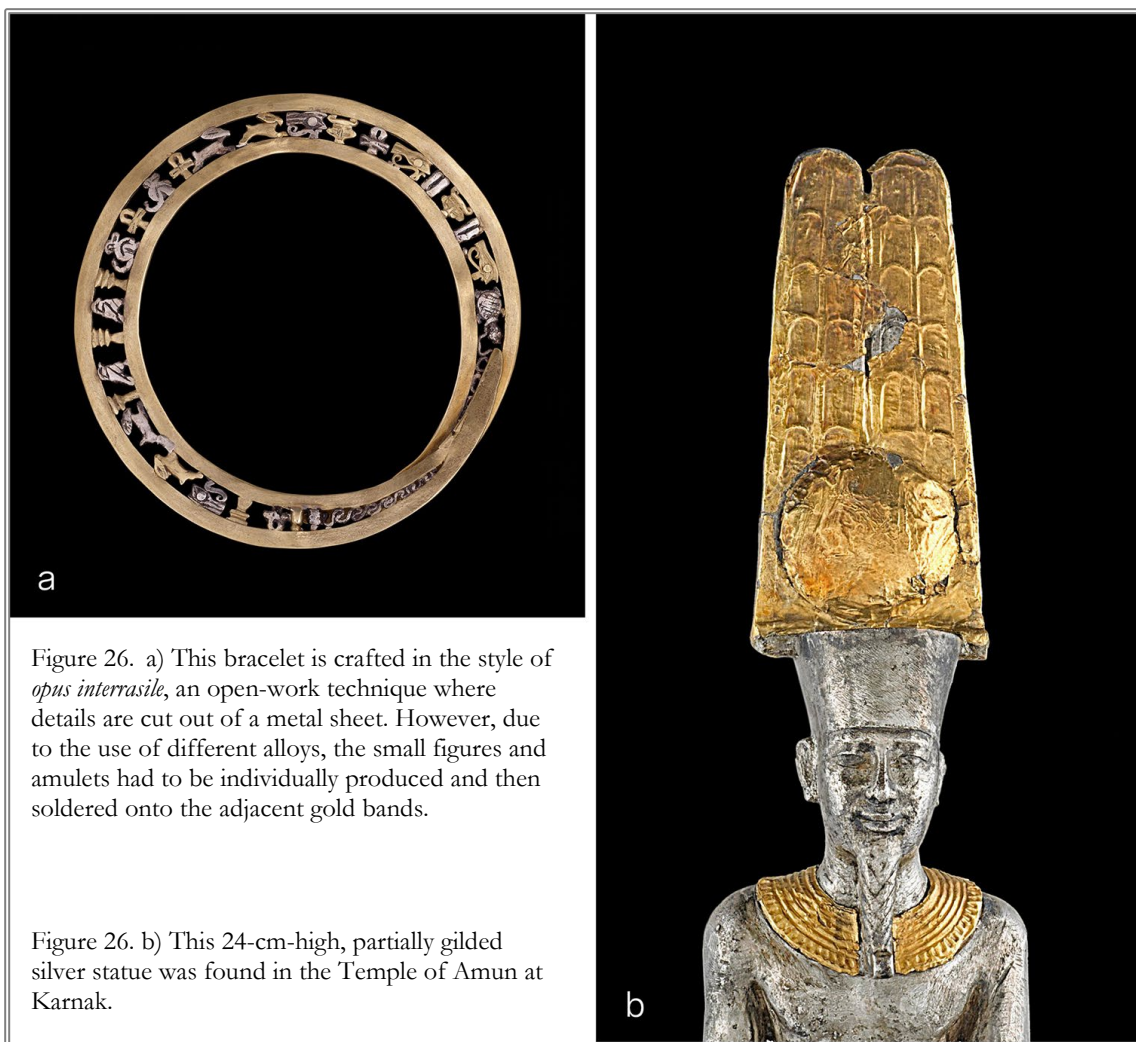 a
Figure 26. a) This bracelet is crafted in the style of
opus interrasile, an open-work technique where
details are cut out of a metal sheet. However, due
to the use of different alloys, the small figures and
amulets had to be individually produced and then
soldered onto the adjacent gold bands.
Figure 26. b) This 24-cm-high, partially gilded
silver statue was found in the Temple of Amun at
Karnak.
b